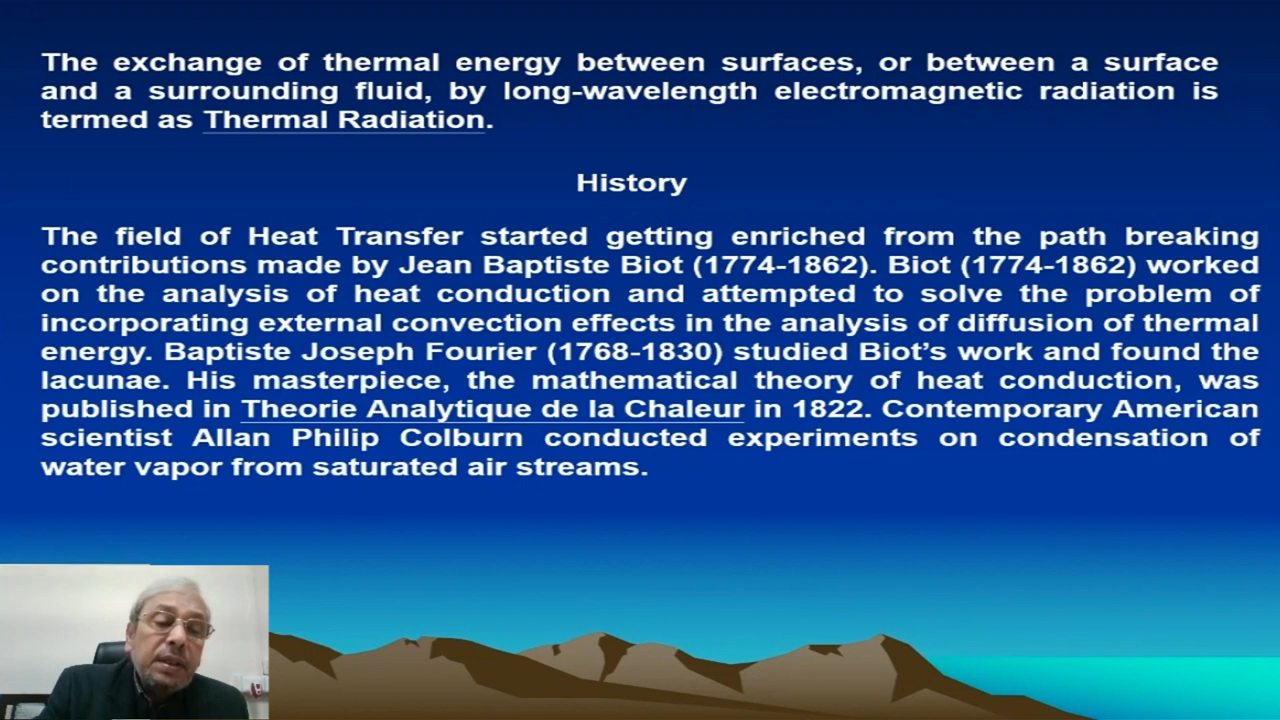 The exchange of thermal energy between surfaces, or between a surface
and a surrounding fluid, by long-wavelength electromagnetic radiation is
termed as Thermal Radiation.
History
The field of Heat Transfer started getting enriched from the path breaking
contributions made by Jean Baptiste Biot (1774-1862). Biot (1774-1862) worked
on the analysis of heat conduction and attempted to solve the problem of
incorporating external convection effects in the analysis of diffusion of thermal
energy. Baptiste Joseph Fourier (1768-1830) studied Biot’s work and found the
lacunae. His masterpiece, the mathematical theory of heat conduction, was
published in Theorie Analytique de la Chaleur in 1822. Contemporary American
scientist Allan Philip Colburn conducted experiments on condensation of
water vapor from saturated air streams.